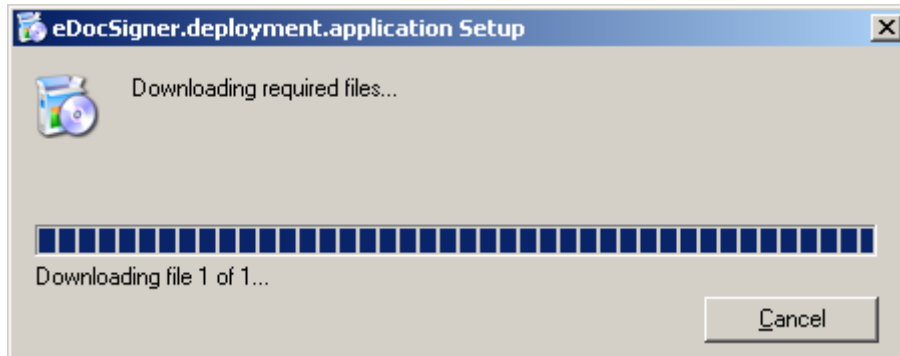 eDocSigner.deployment.application Setup
Downloading required files...
Downloading file 1 of 1...
Cancel